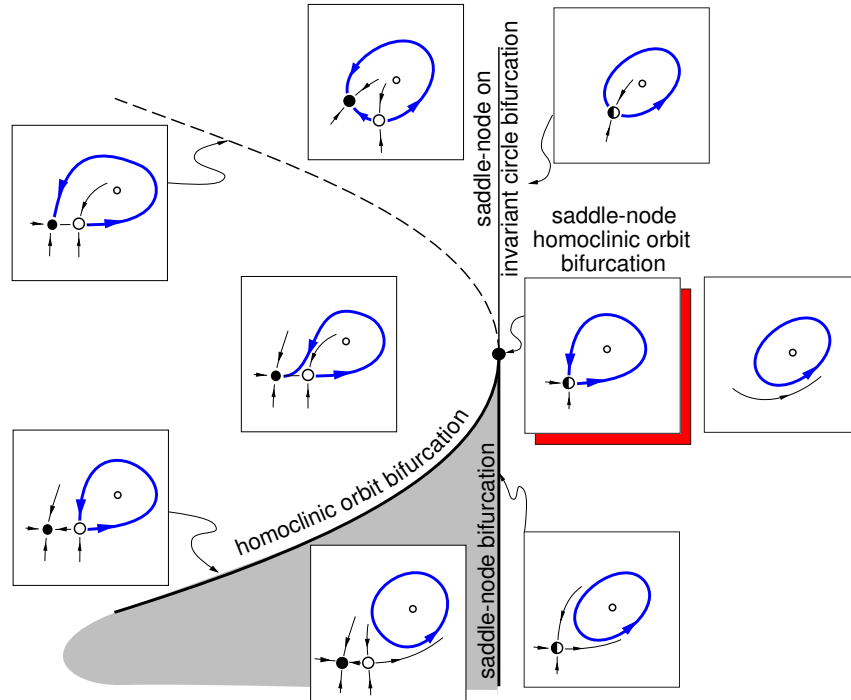 saddle-node on
invariant circle bifurcation
saddle-node
homoclinic orbit
bifurcation
homoclinic orbit bifurcation
saddle-node bifurcation